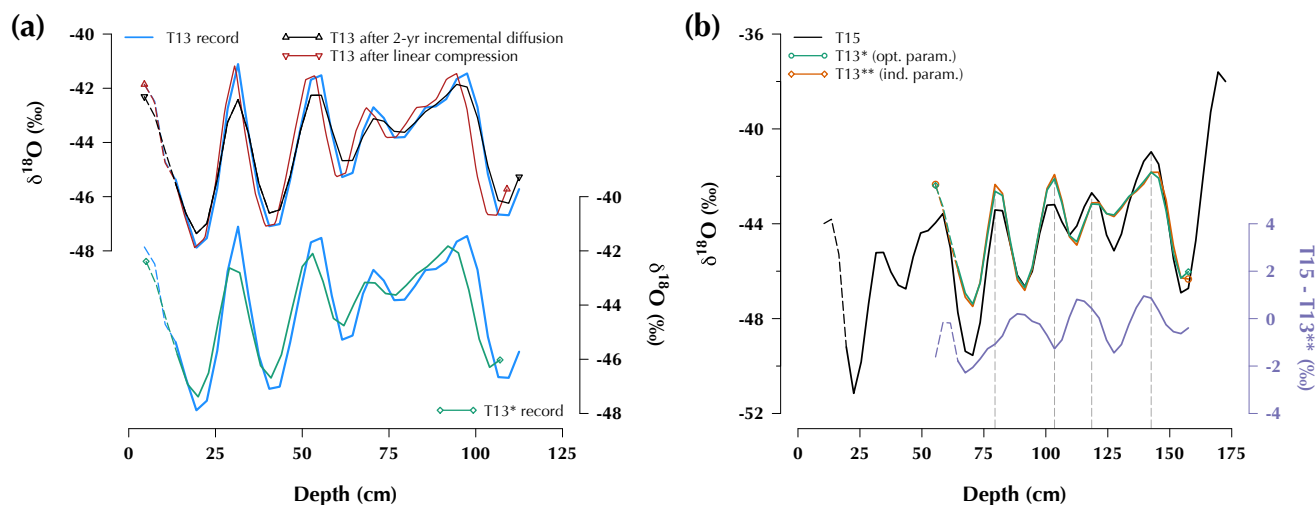 (a)
T13 record
T13 after 2-yr incremental diffusion
T13 after linear compression
-40
-42
-44
-46
-48
δ¹⁸O (‰)
-40
-42
-44
-46
-48
δ¹⁸O (‰)
T13* record
0 25 50 75 100 125
Depth (cm)
(b)
T15
T13* (opt. param.)
T13** (ind. param.)
-36
-40
-44
-48
-52
δ¹⁸O (‰)
4
2
0
-2
-4
T15 - T13** (‰)
0 25 50 75 100 125 150 175
Depth (cm)